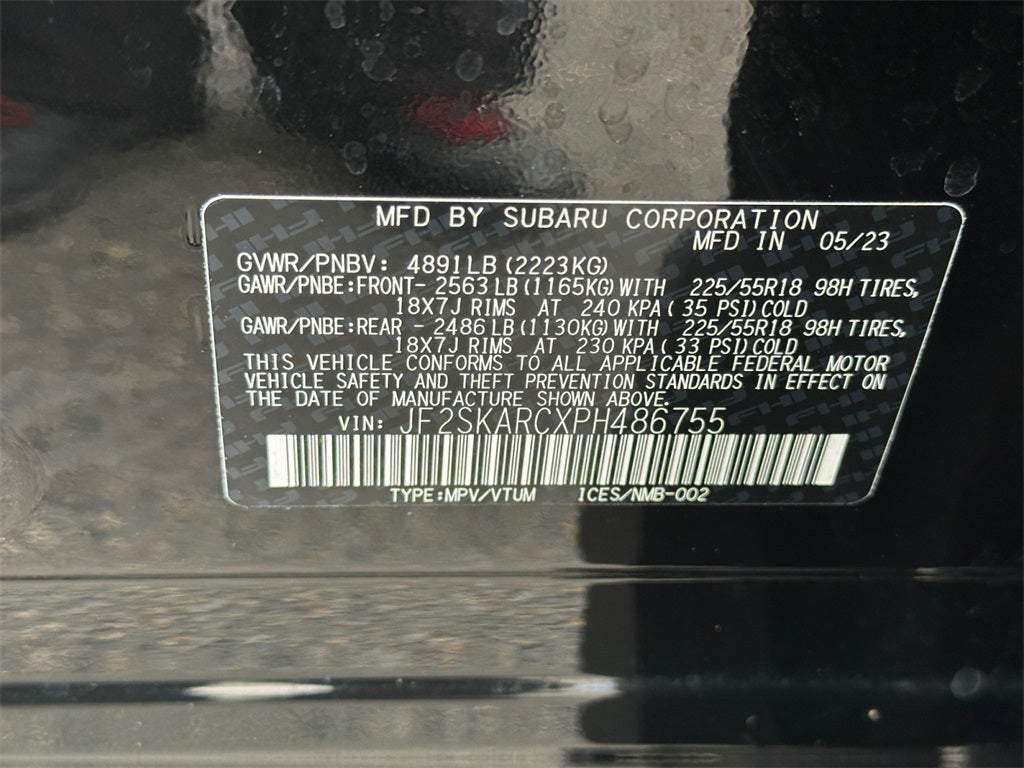 MFD BY SUBARU CORPORATION
MFD IN 05/23
GVWR/PNBV: 4891LB(2223KG)
GAWR/PNBE:FRONT- 2563LB(1165KG)WITH 225/55R18 98H TIRES,
18X7J RIMS AT 240 KPA(35 PSI)COLD
GAWR/PNBE:REAR - 2486LB(1130KG)WITH 225/55R18 98H TIRES,
18X7J RIMS AT 230 KPA(33 PSI)COLD
THIS VEHICLE CONFORMS TO ALL APPLICABLE FEDERAL MOTOR
VEHICLE SAFETY AND THEFT PREVENTION STANDARDS IN EFFECT ON
THE DATE OF MANUFACTURE SHOWN ABOVE.
VIN: JF2SKARCXPH486755
TYPE:MPV/VTUM ICES/NMB-002